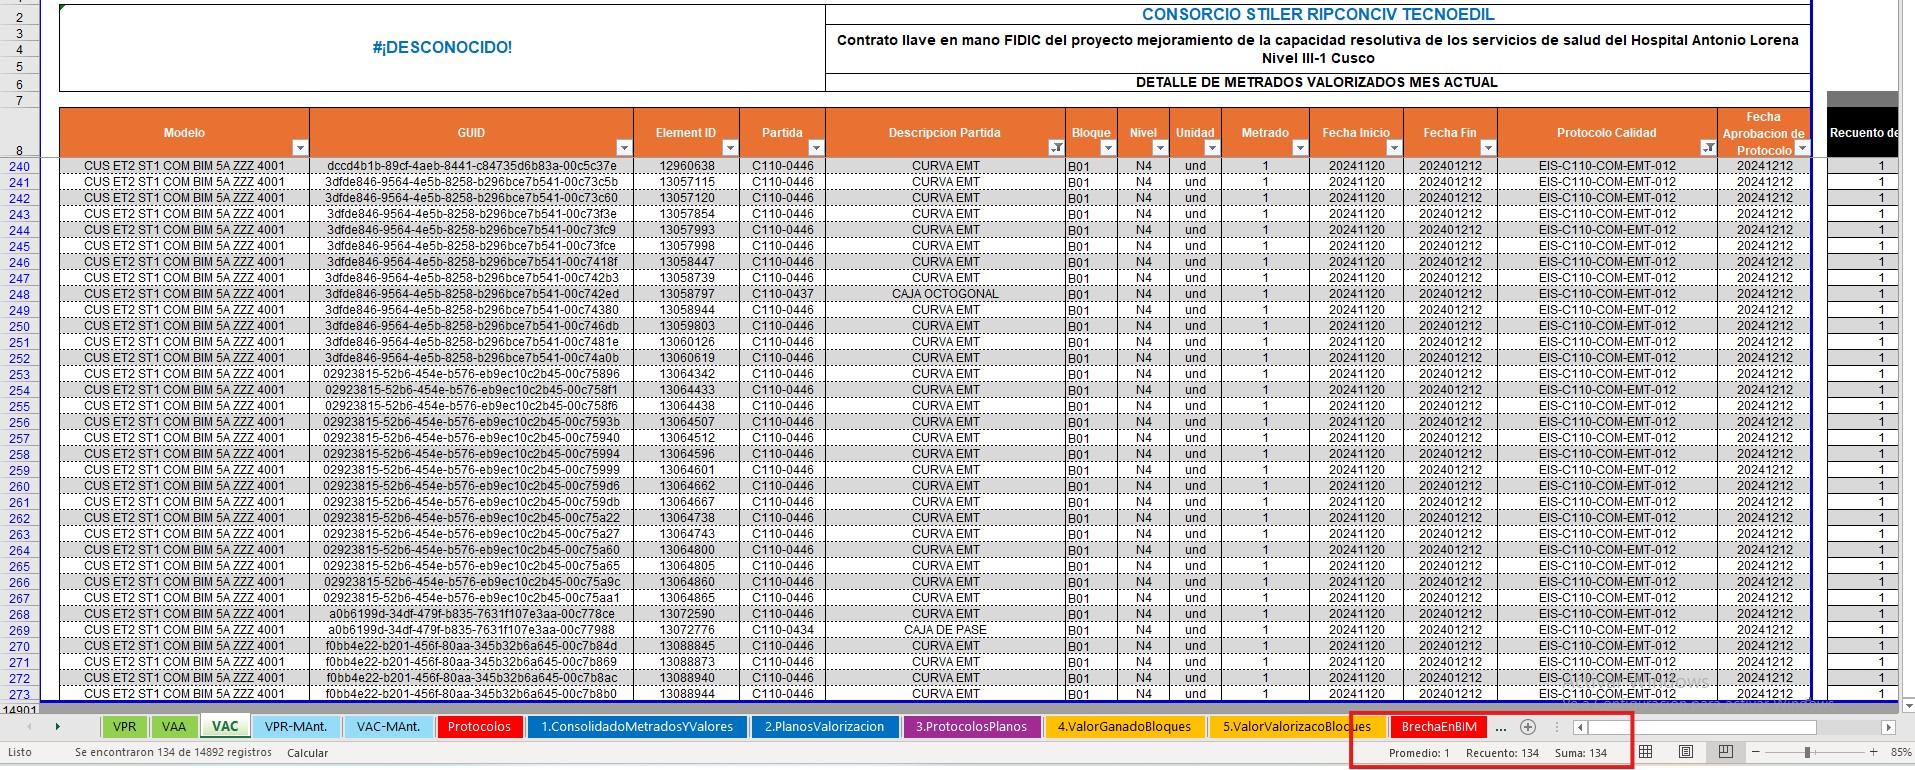 2 CONSORCIO STILER RIPCONCIV TECNOEDIL
3
4 #¡DESCONOCIDO! Contrato llave en mano FIDIC del proyecto mejoramiento de la capacidad resolutiva de los servicios de salud del Hospital Antonio Lorena
5 Nivel III-1 Cusco
6 DETALLE DE METRADOS VALORIZADOS MES ACTUAL
7
8 Modelo GUID Element ID Partida Descripcion Partida Bloque Nivel Unidad Metrado Fecha Inicio Fecha Fin Protocolo Calidad Fecha Aprobacion de Protocolo Recuento de
240 CUS ET2 ST1 COM BIM 5A ZZZ 4001 dccd4b1b-89cf-4aeb-8441-c84735d6b83a-00c5c37e 12960638 C110-0446 CURVA EMT B01 N4 und 1 20241120 202401212 EIS-C110-COM-EMT-012 20241212 1
241 CUS ET2 ST1 COM BIM 5A ZZZ 4001 3dfde846-9564-4e5b-8258-b296bce7b541-00c73c5b 13057115 C110-0446 CURVA EMT B01 N4 und 1 20241120 202401212 EIS-C110-COM-EMT-012 20241212 1
242 CUS ET2 ST1 COM BIM 5A ZZZ 4001 3dfde846-9564-4e5b-8258-b296bce7b541-00c73c60 13057120 C110-0446 CURVA EMT B01 N4 und 1 20241120 202401212 EIS-C110-COM-EMT-012 20241212 1
243 CUS ET2 ST1 COM BIM 5A ZZZ 4001 3dfde846-9564-4e5b-8258-b296bce7b541-00c73f3e 13057854 C110-0446 CURVA EMT B01 N4 und 1 20241120 202401212 EIS-C110-COM-EMT-012 20241212 1
244 CUS ET2 ST1 COM BIM 5A ZZZ 4001 3dfde846-9564-4e5b-8258-b296bce7b541-00c73fc9 13057993 C110-0446 CURVA EMT B01 N4 und 1 20241120 202401212 EIS-C110-COM-EMT-012 20241212 1
245 CUS ET2 ST1 COM BIM 5A ZZZ 4001 3dfde846-9564-4e5b-8258-b296bce7b541-00c73fce 13057998 C110-0446 CURVA EMT B01 N4 und 1 20241120 202401212 EIS-C110-COM-EMT-012 20241212 1
246 CUS ET2 ST1 COM BIM 5A ZZZ 4001 3dfde846-9564-4e5b-8258-b296bce7b541-00c7418f 13058447 C110-0446 CURVA EMT B01 N4 und 1 20241120 202401212 EIS-C110-COM-EMT-012 20241212 1
247 CUS ET2 ST1 COM BIM 5A ZZZ 4001 3dfde846-9564-4e5b-8258-b296bce7b541-00c742b3 13058739 C110-0446 CURVA EMT B01 N4 und 1 20241120 202401212 EIS-C110-COM-EMT-012 20241212 1
248 CUS ET2 ST1 COM BIM 5A ZZZ 4001 3dfde846-9564-4e5b-8258-b296bce7b541-00c742ed 13058797 C110-0437 CAJA OCTOGONAL B01 N4 und 1 20241120 202401212 EIS-C110-COM-EMT-012 20241212 1
249 CUS ET2 ST1 COM BIM 5A ZZZ 4001 3dfde846-9564-4e5b-8258-b296bce7b541-00c74380 13058944 C110-0446 CURVA EMT B01 N4 und 1 20241120 202401212 EIS-C110-COM-EMT-012 20241212 1
250 CUS ET2 ST1 COM BIM 5A ZZZ 4001 3dfde846-9564-4e5b-8258-b296bce7b541-00c746db 13059803 C110-0446 CURVA EMT B01 N4 und 1 20241120 202401212 EIS-C110-COM-EMT-012 20241212 1
251 CUS ET2 ST1 COM BIM 5A ZZZ 4001 3dfde846-9564-4e5b-8258-b296bce7b541-00c7481e 13060126 C110-0446 CURVA EMT B01 N4 und 1 20241120 202401212 EIS-C110-COM-EMT-012 20241212 1
252 CUS ET2 ST1 COM BIM 5A ZZZ 4001 3dfde846-9564-4e5b-8258-b296bce7b541-00c74a0b 13060619 C110-0446 CURVA EMT B01 N4 und 1 20241120 202401212 EIS-C110-COM-EMT-012 20241212 1
253 CUS ET2 ST1 COM BIM 5A ZZZ 4001 02923815-52b6-454e-b576-eb9ec10c2b45-00c75896 13064342 C110-0446 CURVA EMT B01 N4 und 1 20241120 202401212 EIS-C110-COM-EMT-012 20241212 1
254 CUS ET2 ST1 COM BIM 5A ZZZ 4001 02923815-52b6-454e-b576-eb9ec10c2b45-00c758f1 13064433 C110-0446 CURVA EMT B01 N4 und 1 20241120 202401212 EIS-C110-COM-EMT-012 20241212 1
255 CUS ET2 ST1 COM BIM 5A ZZZ 4001 02923815-52b6-454e-b576-eb9ec10c2b45-00c758f6 13064438 C110-0446 CURVA EMT B01 N4 und 1 20241120 202401212 EIS-C110-COM-EMT-012 20241212 1
256 CUS ET2 ST1 COM BIM 5A ZZZ 4001 02923815-52b6-454e-b576-eb9ec10c2b45-00c7593b 13064507 C110-0446 CURVA EMT B01 N4 und 1 20241120 202401212 EIS-C110-COM-EMT-012 20241212 1
257 CUS ET2 ST1 COM BIM 5A ZZZ 4001 02923815-52b6-454e-b576-eb9ec10c2b45-00c75940 13064512 C110-0446 CURVA EMT B01 N4 und 1 20241120 202401212 EIS-C110-COM-EMT-012 20241212 1
258 CUS ET2 ST1 COM BIM 5A ZZZ 4001 02923815-52b6-454e-b576-eb9ec10c2b45-00c75994 13064596 C110-0446 CURVA EMT B01 N4 und 1 20241120 202401212 EIS-C110-COM-EMT-012 20241212 1
259 CUS ET2 ST1 COM BIM 5A ZZZ 4001 02923815-52b6-454e-b576-eb9ec10c2b45-00c75999 13064601 C110-0446 CURVA EMT B01 N4 und 1 20241120 202401212 EIS-C110-COM-EMT-012 20241212 1
260 CUS ET2 ST1 COM BIM 5A ZZZ 4001 02923815-52b6-454e-b576-eb9ec10c2b45-00c759d6 13064662 C110-0446 CURVA EMT B01 N4 und 1 20241120 202401212 EIS-C110-COM-EMT-012 20241212 1
261 CUS ET2 ST1 COM BIM 5A ZZZ 4001 02923815-52b6-454e-b576-eb9ec10c2b45-00c759db 13064667 C110-0446 CURVA EMT B01 N4 und 1 20241120 202401212 EIS-C110-COM-EMT-012 20241212 1
262 CUS ET2 ST1 COM BIM 5A ZZZ 4001 02923815-52b6-454e-b576-eb9ec10c2b45-00c75a22 13064738 C110-0446 CURVA EMT B01 N4 und 1 20241120 202401212 EIS-C110-COM-EMT-012 20241212 1
263 CUS ET2 ST1 COM BIM 5A ZZZ 4001 02923815-52b6-454e-b576-eb9ec10c2b45-00c75a27 13064743 C110-0446 CURVA EMT B01 N4 und 1 20241120 202401212 EIS-C110-COM-EMT-012 20241212 1
264 CUS ET2 ST1 COM BIM 5A ZZZ 4001 02923815-52b6-454e-b576-eb9ec10c2b45-00c75a60 13064800 C110-0446 CURVA EMT B01 N4 und 1 20241120 202401212 EIS-C110-COM-EMT-012 20241212 1
265 CUS ET2 ST1 COM BIM 5A ZZZ 4001 02923815-52b6-454e-b576-eb9ec10c2b45-00c75a65 13064805 C110-0446 CURVA EMT B01 N4 und 1 20241120 202401212 EIS-C110-COM-EMT-012 20241212 1
266 CUS ET2 ST1 COM BIM 5A ZZZ 4001 02923815-52b6-454e-b576-eb9ec10c2b45-00c75a9c 13064860 C110-0446 CURVA EMT B01 N4 und 1 20241120 202401212 EIS-C110-COM-EMT-012 20241212 1
267 CUS ET2 ST1 COM BIM 5A ZZZ 4001 02923815-52b6-454e-b576-eb9ec10c2b45-00c75aa1 13064865 C110-0446 CURVA EMT B01 N4 und 1 20241120 202401212 EIS-C110-COM-EMT-012 20241212 1
268 CUS ET2 ST1 COM BIM 5A ZZZ 4001 a0b6199d-34df-479f-b835-7631f107e3aa-00c778ce 13072590 C110-0446 CURVA EMT B01 N4 und 1 20241120 202401212 EIS-C110-COM-EMT-012 20241212 1
269 CUS ET2 ST1 COM BIM 5A ZZZ 4001 a0b6199d-34df-479f-b835-7631f107e3aa-00c77988 13072776 C110-0434 CAJA DE PASE B01 N4 und 1 20241120 202401212 EIS-C110-COM-EMT-012 20241212 1
270 CUS ET2 ST1 COM BIM 5A ZZZ 4001 f0bb4e22-b201-456f-80aa-345b32b6a645-00c7b84d 13088845 C110-0446 CURVA EMT B01 N4 und 1 20241120 202401212 EIS-C110-COM-EMT-012 20241212 1
271 CUS ET2 ST1 COM BIM 5A ZZZ 4001 f0bb4e22-b201-456f-80aa-345b32b6a645-00c7b869 13088873 C110-0446 CURVA EMT B01 N4 und 1 20241120 202401212 EIS-C110-COM-EMT-012 20241212 1
272 CUS ET2 ST1 COM BIM 5A ZZZ 4001 f0bb4e22-b201-456f-80aa-345b32b6a645-00c7b8ac 13088940 C110-0446 CURVA EMT B01 N4 und 1 20241120 202401212 EIS-C110-COM-EMT-012 20241212 1
273 CUS ET2 ST1 COM BIM 5A ZZZ 4001 f0bb4e22-b201-456f-80aa-345b32b6a645-00c7b8b0 13088944 C110-0446 CURVA EMT B01 N4 und 1 20241120 202401212 EIS-C110-COM-EMT-012 20241212 1
14901
VPR VAA VAC VPR-MAnt. VAC-MAnt. Protocolos 1.ConsolidadoMetradosYValores 2.PlanosValorizacion 3.ProtocolosPlanos 4.ValorGanadoBloques 5.ValorValorizacoBloques BrechaEnBIM ...
Listo Se encontraron 134 de 14892 registros Calcular Promedio: 1 Recuento: 134 Suma: 134 85%